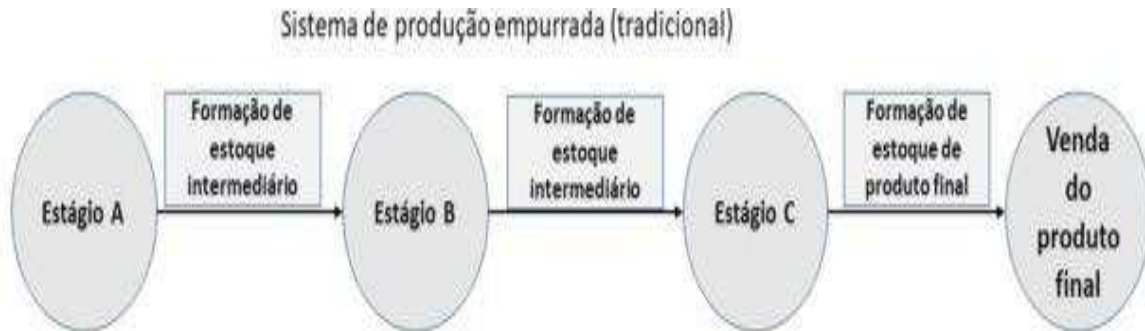 Sistema de produção empurrada (tradicional)
Estágio A
Formação de
estoque
intermediário
Estágio B
Formação de
estoque
intermediário
Estágio C
Formação de
estoque de
produto final
Venda
do
produto
final